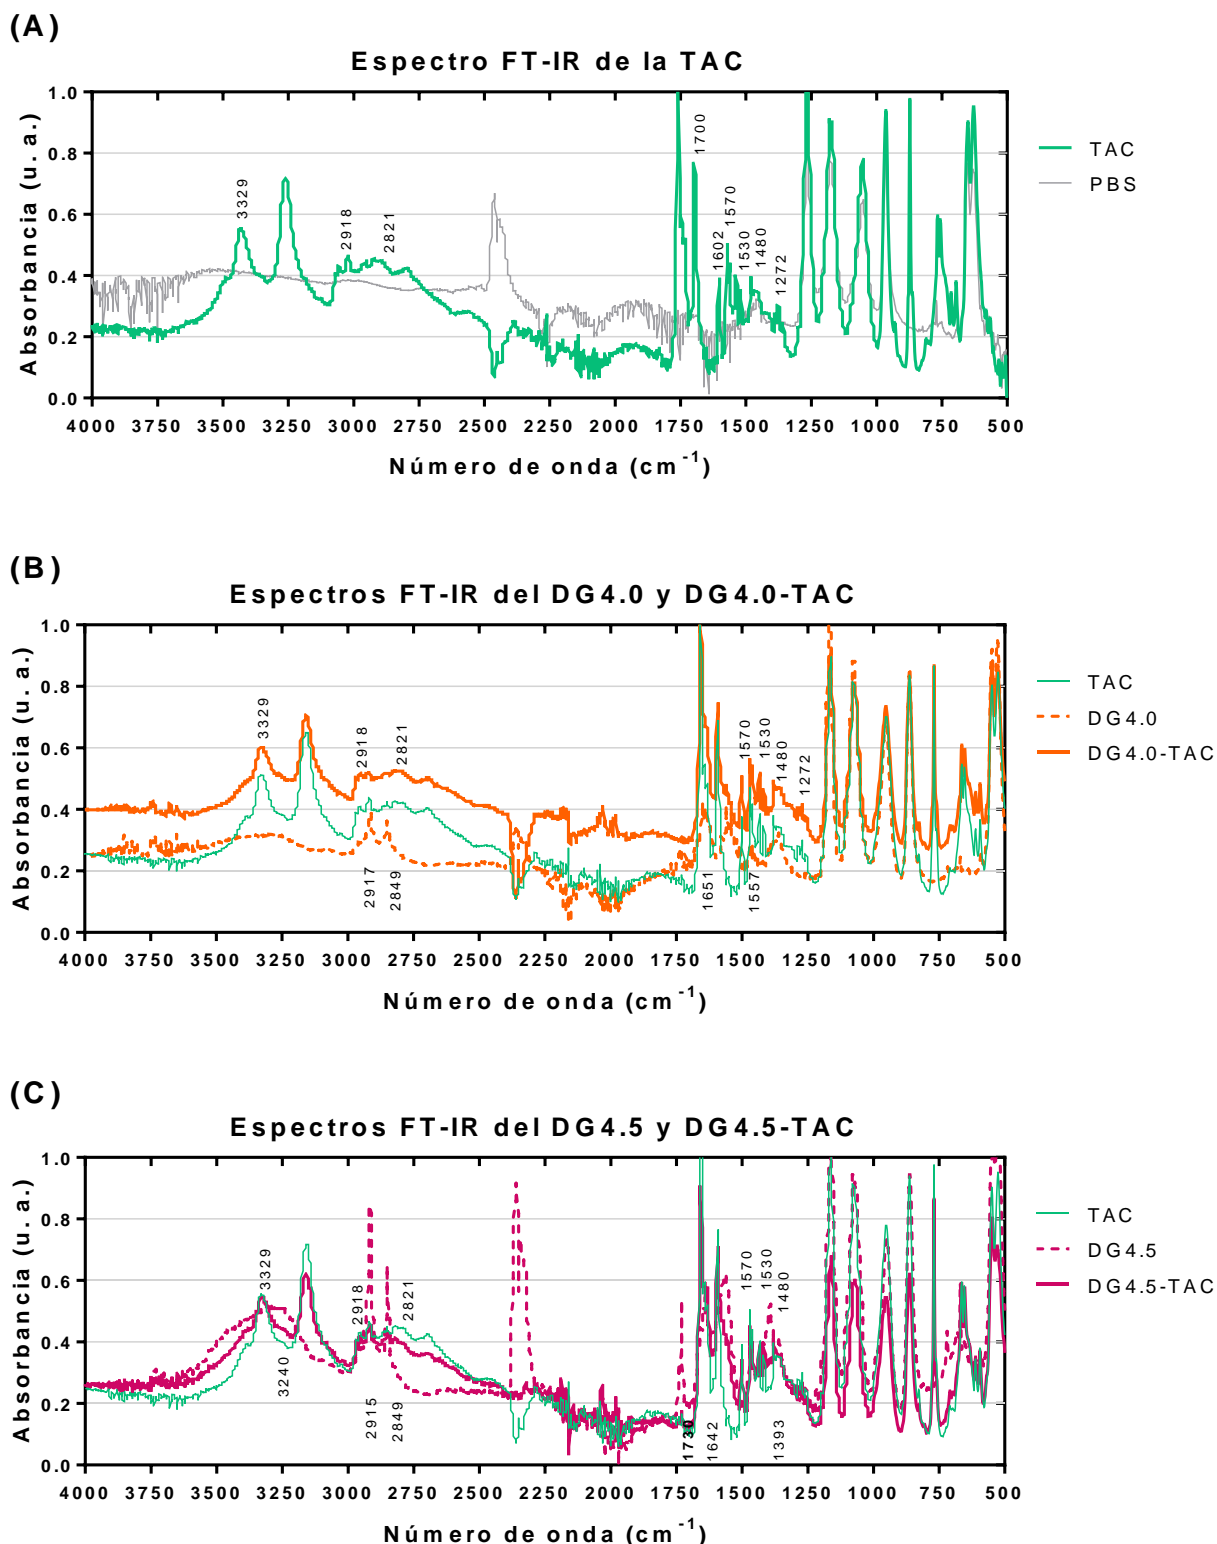 (A)
Espectro FT-IR de la TAC
Absorbancia (u. a.)
1.0
0.8
0.6
0.4
0.2
0.0
3329
2918
2821
1700
1602
1570
1530
1480
1272
TAC
PBS
4000 3750 3500 3250 3000 2750 2500 2250 2000 1750 1500 1250 1000 750 500
Número de onda (cm⁻¹)
(B)
Espectros FT-IR del DG4.0 y DG4.0-TAC
Absorbancia (u. a.)
1.0
0.8
0.6
0.4
0.2
0.0
3329
2918
2821
2917
2849
1651
1557
1570
1530
1480
1272
TAC
DG4.0
DG4.0-TAC
4000 3750 3500 3250 3000 2750 2500 2250 2000 1750 1500 1250 1000 750 500
Número de onda (cm⁻¹)
(C)
Espectros FT-IR del DG4.5 y DG4.5-TAC
Absorbancia (u. a.)
1.0
0.8
0.6
0.4
0.2
0.0
3329
3240
2918
2821
2915
2849
1730
1642
1393
1570
1530
1480
TAC
DG4.5
DG4.5-TAC
4000 3750 3500 3250 3000 2750 2500 2250 2000 1750 1500 1250 1000 750 500
Número de onda (cm⁻¹)